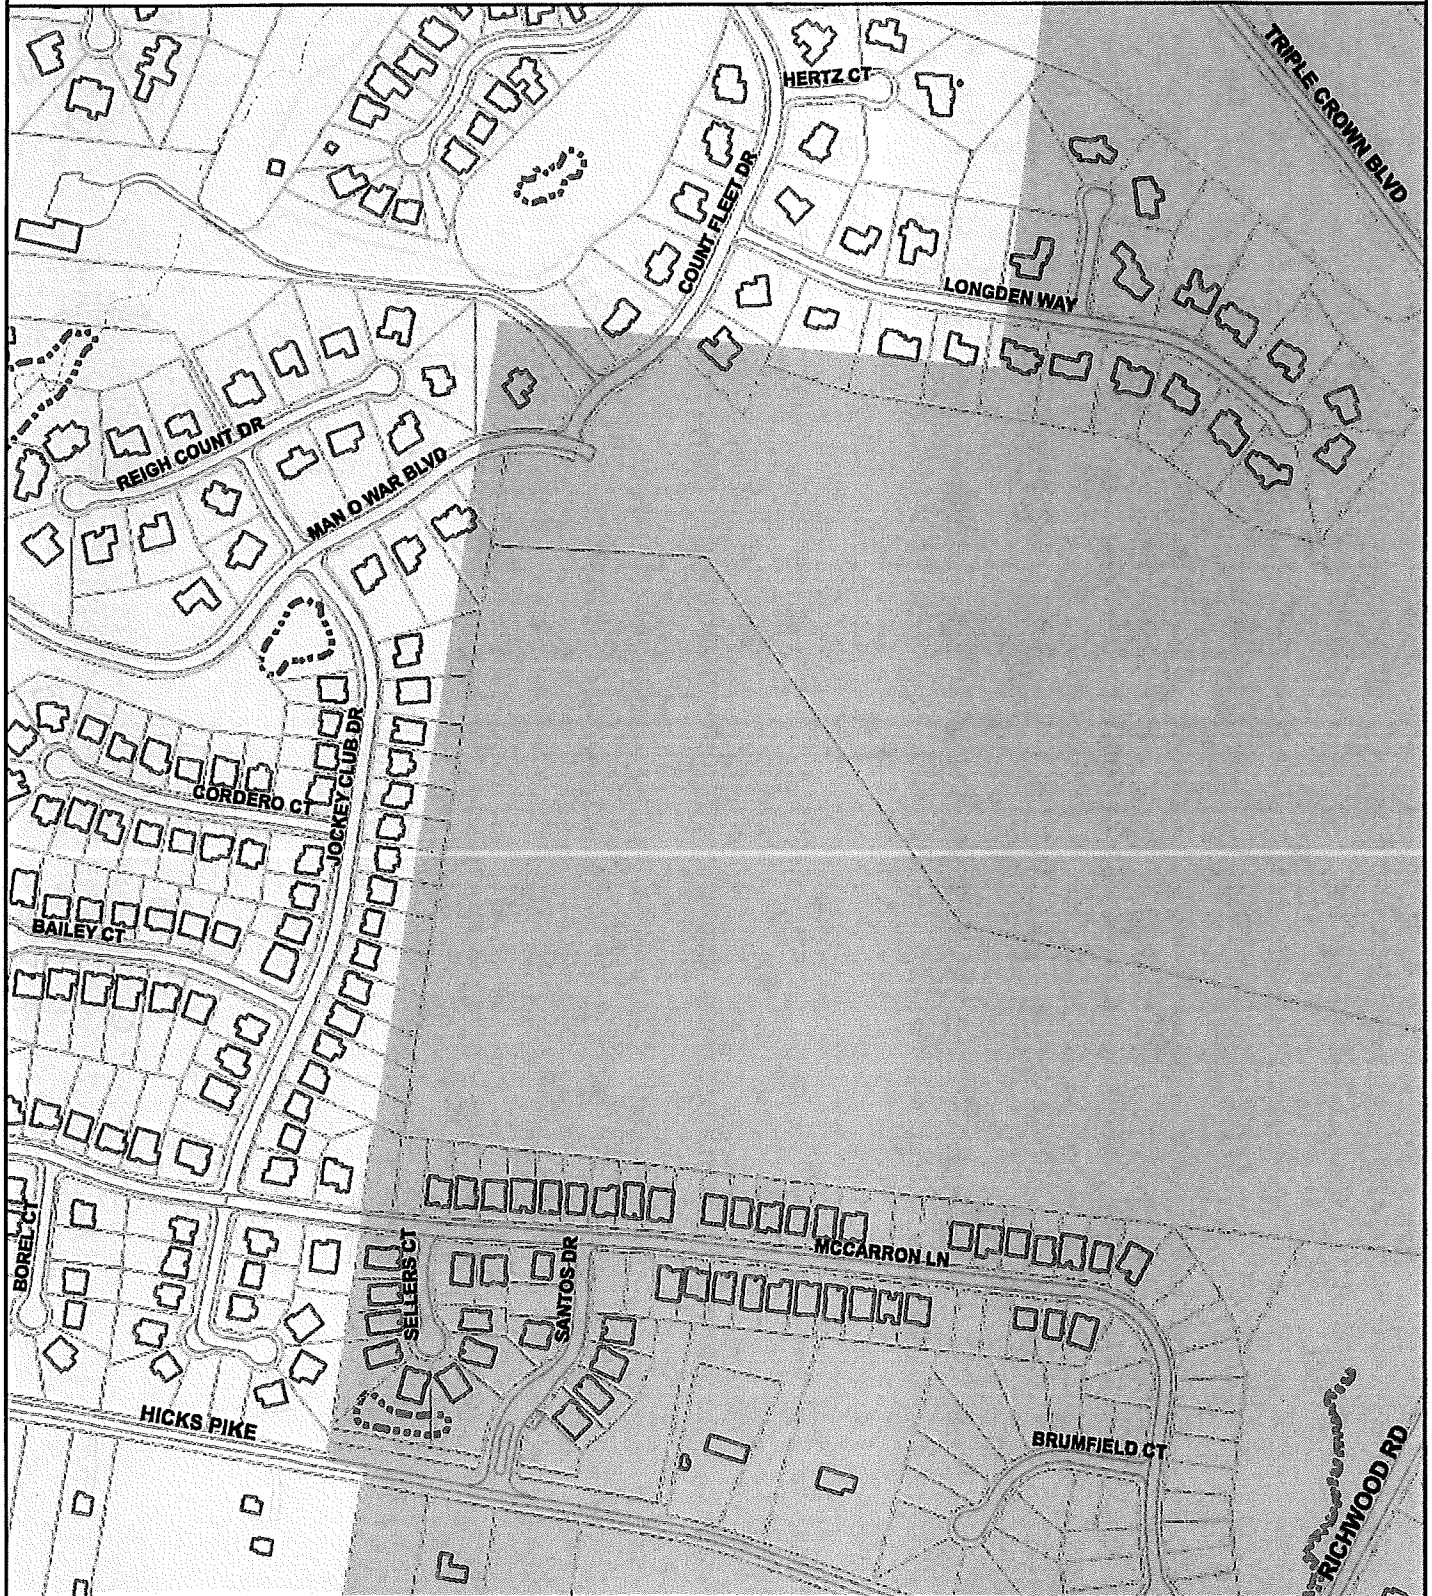 HERTZ CT
TRIPLE CROWN BLVD
COUNT FLEET DR
LONGDEN WAY
REIGH COUNT DR
MAN O WAR BLVD
JOCKEY CLUB DR
CORDERO CT
BAILEY CT
BOREL CT
SELLERS CT
SANTOS DR
MCCARRON LN
HICKS PIKE
BRUMFIELD CT
RICHWOOD RD